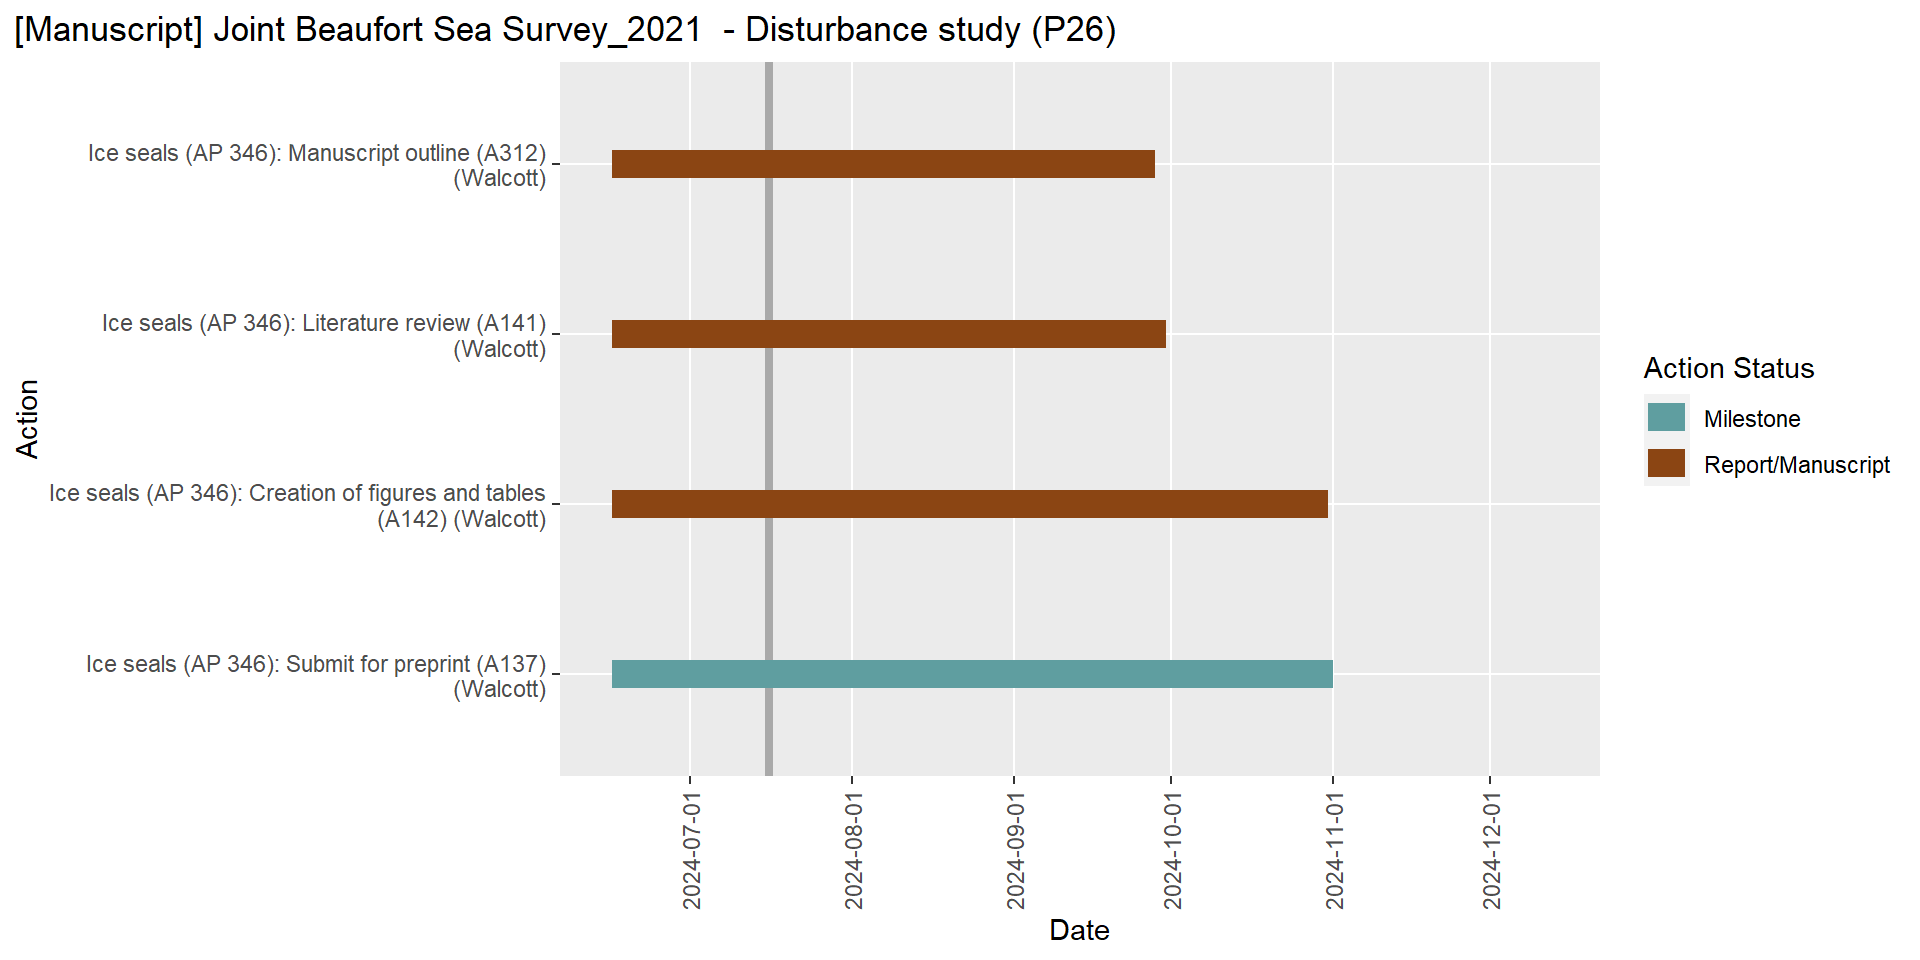 [Manuscript] Joint Beaufort Sea Survey_2021  - Disturbance study (P26)
Ice seals (AP 346): Manuscript outline (A312)
(Walcott)
Ice seals (AP 346): Literature review (A141)
(Walcott)
Ice seals (AP 346): Creation of figures and tables
(A142) (Walcott)
Ice seals (AP 346): Submit for preprint (A137)
(Walcott)
Action
2024-07-01
2024-08-01
2024-09-01
2024-10-01
2024-11-01
2024-12-01
Date
Action Status
Milestone
Report/Manuscript